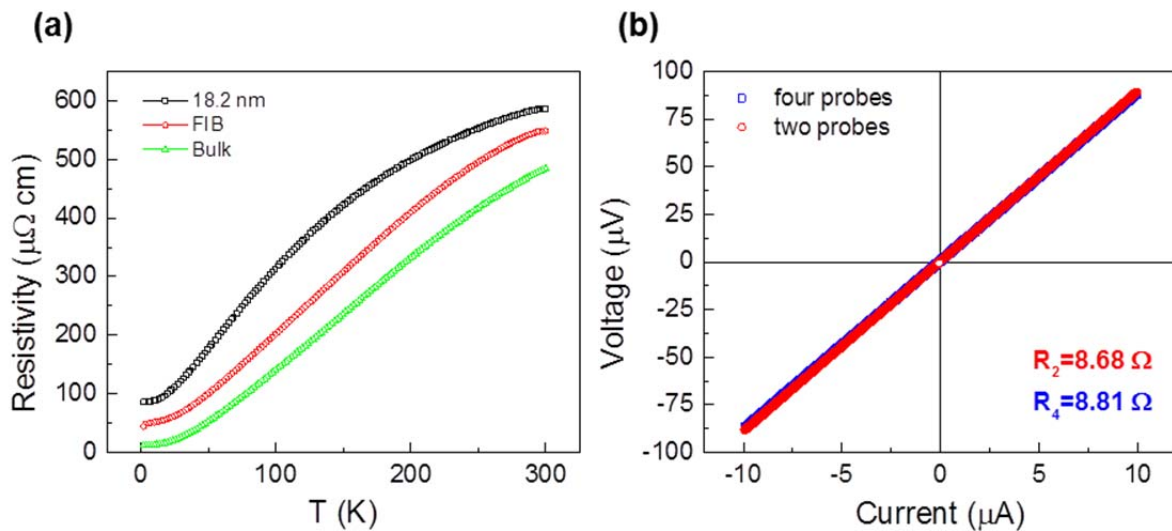 (a)
(b)
Resistivity (μΩ cm)
600
500
400
300
200
100
0
18.2 nm
FIB
Bulk
0
100
200
300
T (K)
Voltage (μV)
100
75
50
25
0
-25
-50
-75
-100
four probes
two probes
R₂=8.68 Ω
R₄=8.81 Ω
-10
-5
0
5
10
Current (μA)